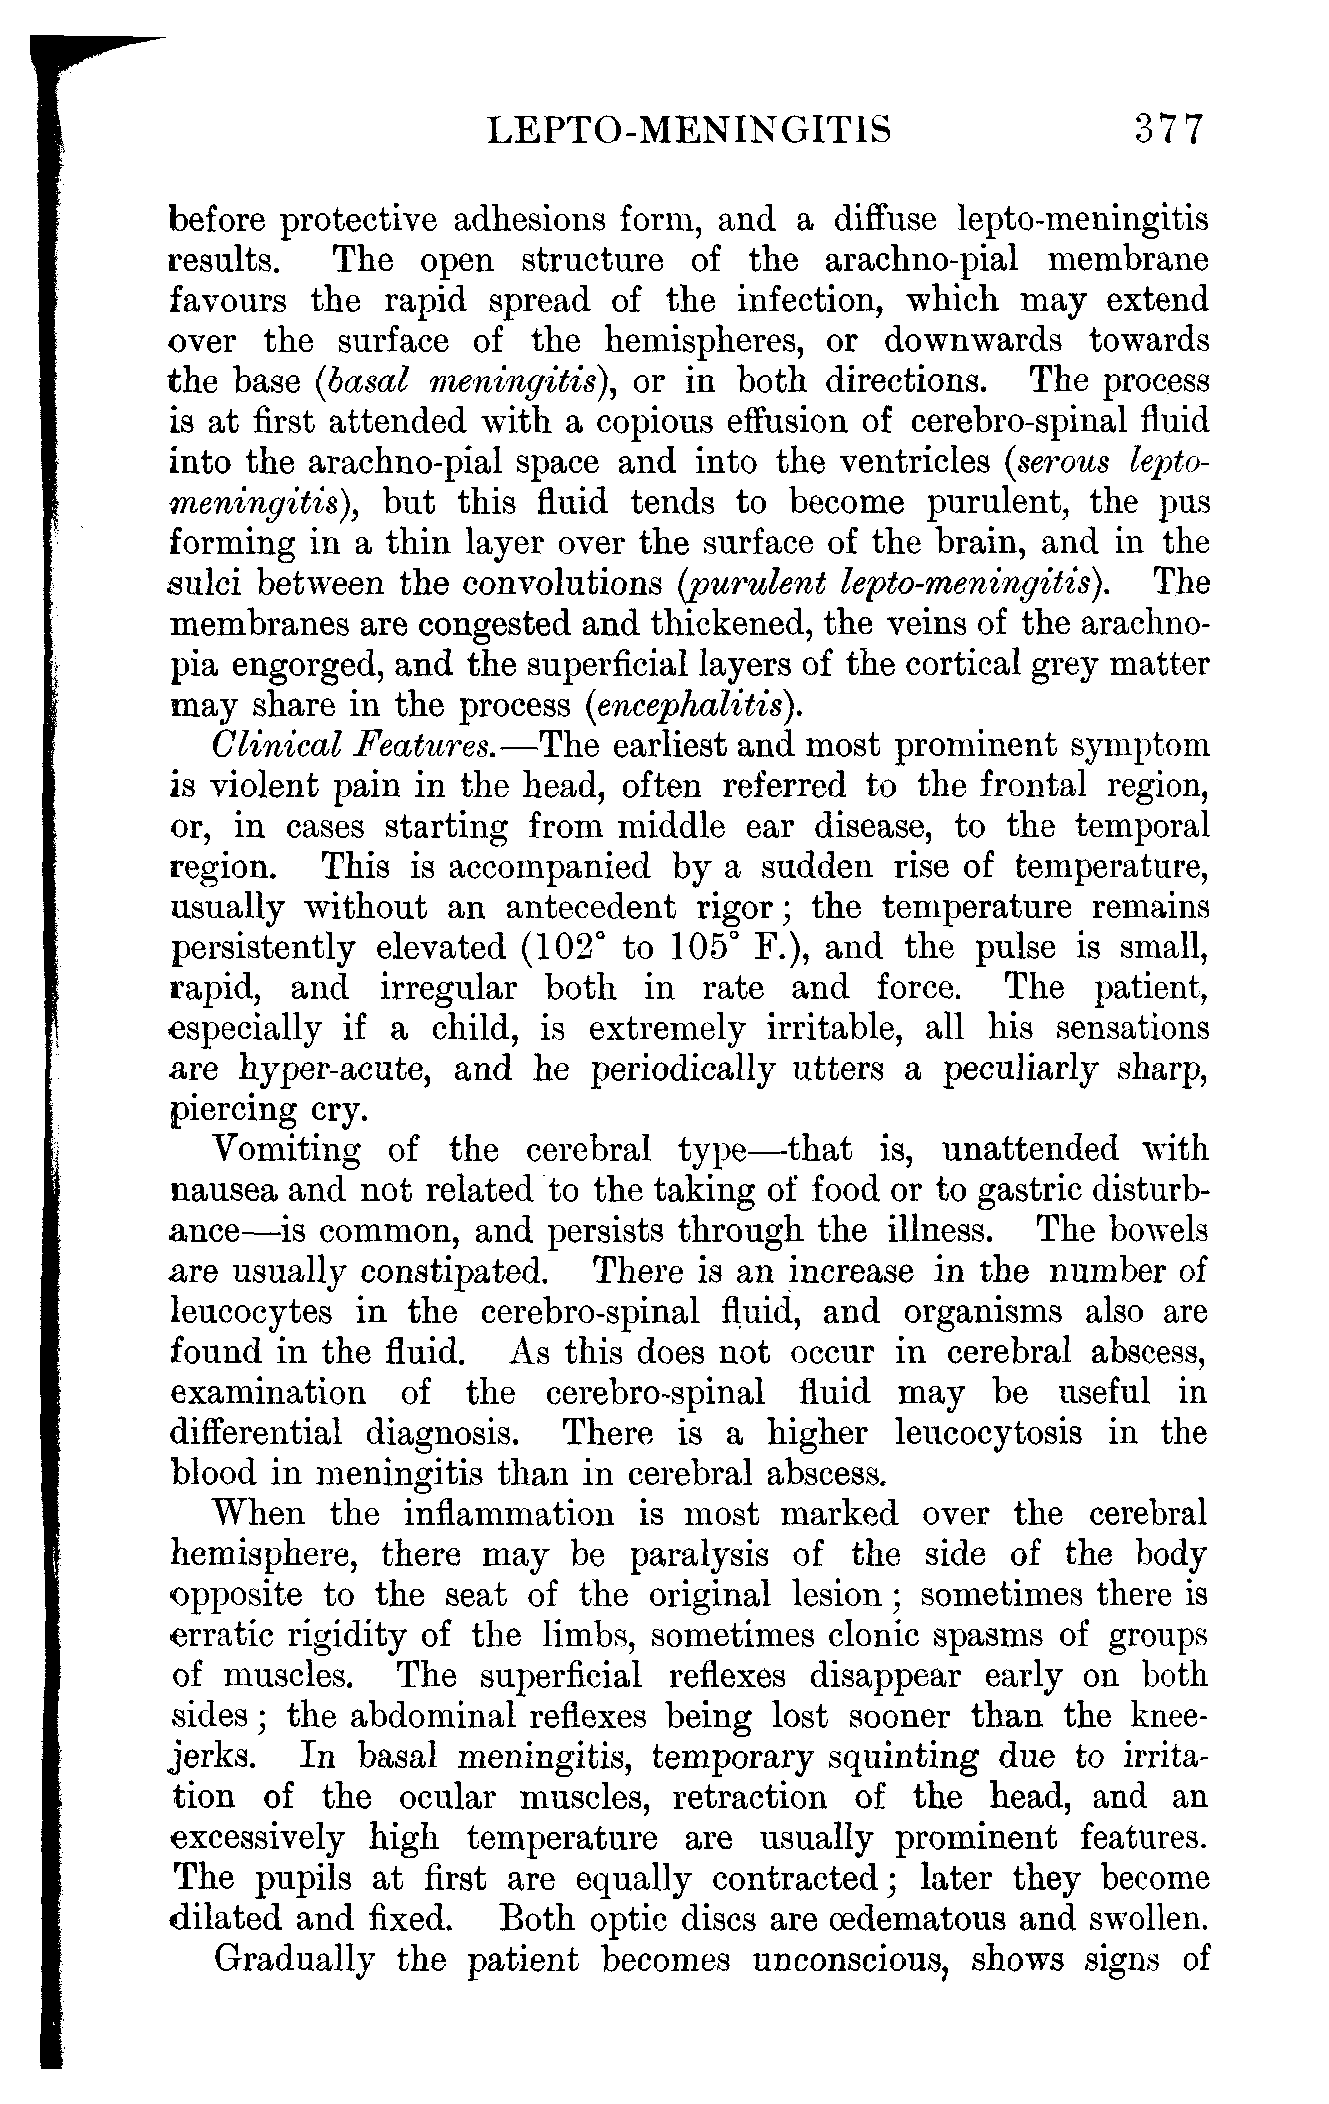 LEPTO-MENINGITIS 377
before protective adhesions form, and a diffuse lepto-meningitis
results. The open structure of the arachno-pial membrane
favours the rapid spread of the infection, which may extend
over the surface of the hemispheres, or downwards towards
the base (basal meningitis), or in both directions. The process
is at first attended with a copious effusion of cerebro-spinal fluid
into the arachno-pial space and into the ventricles (serous lepto-
meningitis), but this fluid tends to become purulent, the pus
forming in a thin layer over the surface of the brain, and in the
sulci between the convolutions (purulent lepto-meningitis). The
membranes are congested and thickened, the veins of the arachno-
pia engorged, and the superficial layers of the cortical grey matter
may share in the process (encephalitis).
Clinical Features.—The earliest and most prominent symptom
is violent pain in the head, often referred to the frontal region,
or, in cases starting from middle ear disease, to the temporal
region. This is accompanied by a sudden rise of temperature,
usually without an antecedent rigor; the temperature remains
persistently elevated (102° to 105° F.), and the pulse is small,
rapid, and irregular both in rate and force. The patient,
especially if a child, is extremely irritable, all his sensations
are hyper-acute, and he periodically utters a peculiarly sharp,
piercing cry.
Vomiting of the cerebral type—that is, unattended with
nausea and not related to the taking of food or to gastric disturb-
ance—is common, and persists through the illness. The bowels
are usually constipated. There is an increase in the number of
leucocytes in the cerebro-spinal fluid, and organisms also are
found in the fluid. As this does not occur in cerebral abscess,
examination of the cerebro-spinal fluid may be useful in
differential diagnosis. There is a higher leucocytosis in the
blood in meningitis than in cerebral abscess.
When the inflammation is most marked over the cerebral
hemisphere, there may be paralysis of the side of the body
opposite to the seat of the original lesion; sometimes there is
erratic rigidity of the limbs, sometimes clonic spasms of groups
of muscles. The superficial reflexes disappear early on both
sides; the abdominal reflexes being lost sooner than the knee-
jerks. In basal meningitis, temporary squinting due to irrita-
tion of the ocular muscles, retraction of the head, and an
excessively high temperature are usually prominent features.
The pupils at first are equally contracted; later they become
dilated and fixed. Both optic discs are œdematous and swollen.
Gradually the patient becomes unconscious, shows signs of